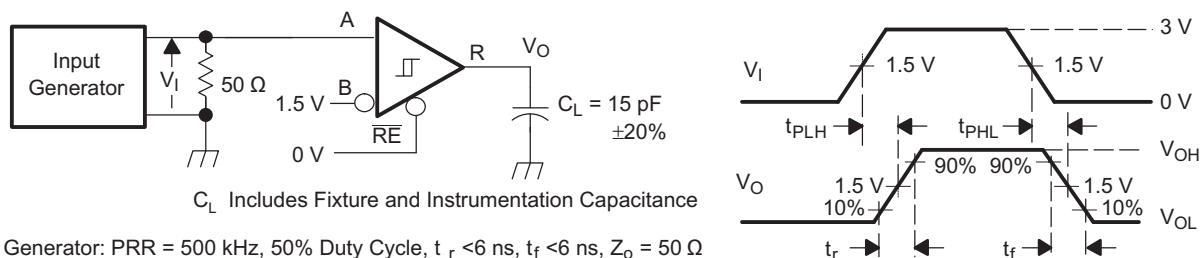 Input
Generator
V_I
50 Ω
A
B
1.5 V
0 V
R̅E̅
R
V_O
C_L = 15 pF
±20%
C_L Includes Fixture and Instrumentation Capacitance
Generator: PRR = 500 kHz, 50% Duty Cycle, t_r <6 ns, t_f <6 ns, Z_o = 50 Ω
3 V
V_I
1.5 V
1.5 V
0 V
t_PLH
t_PHL
V_OH
90% 90%
V_O
1.5 V
1.5 V
10%
10%
V_OL
t_r
t_f